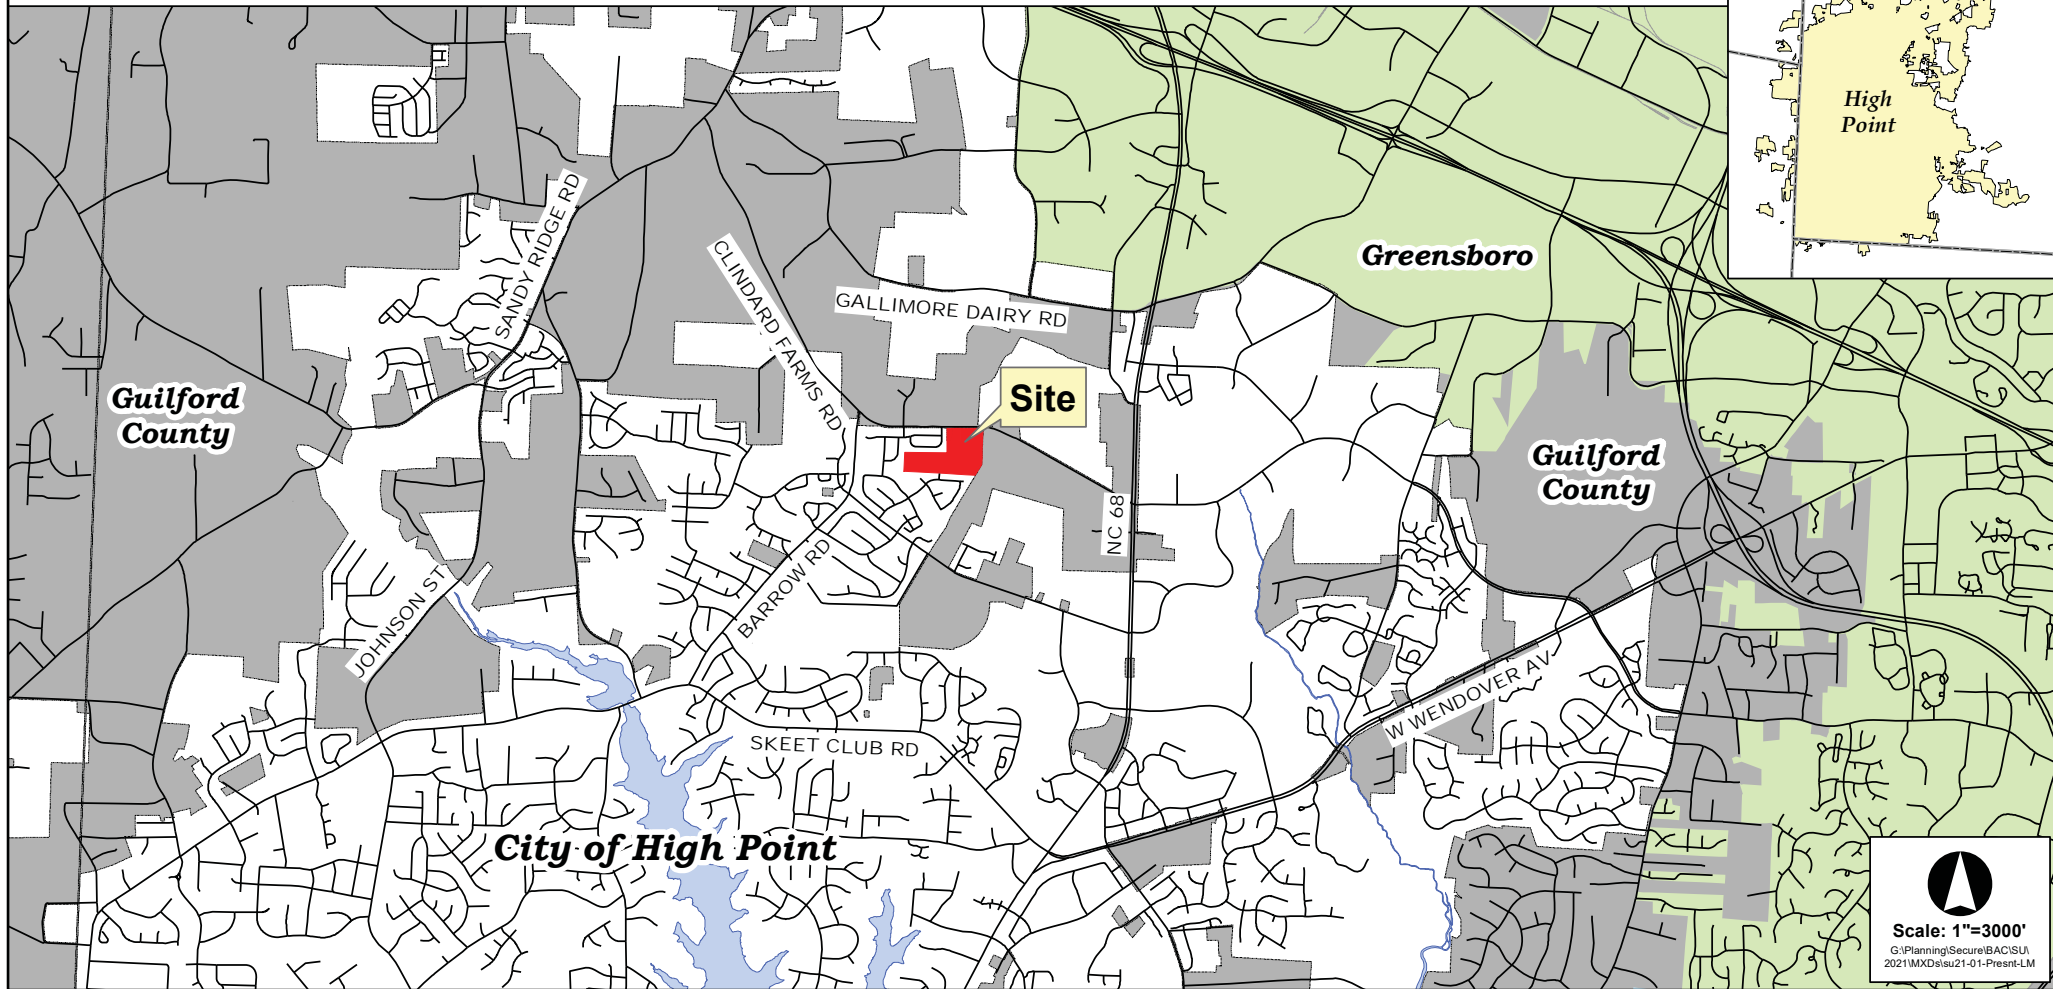 High
Point
Greensboro
SANDY RIDGE RD
CLINDARD FARMS RD
GALLIMORE DAIRY RD
Site
Guilford
County
Guilford
County
NC 68
BARROW RD
JOHNSON ST
W WENDOVER AV
SKEET CLUB RD
City of High Point
Scale: 1"=3000'
G:\Planning\Secure\BAC\SU\
2021\MXDs\su21-01-Presnt-LM